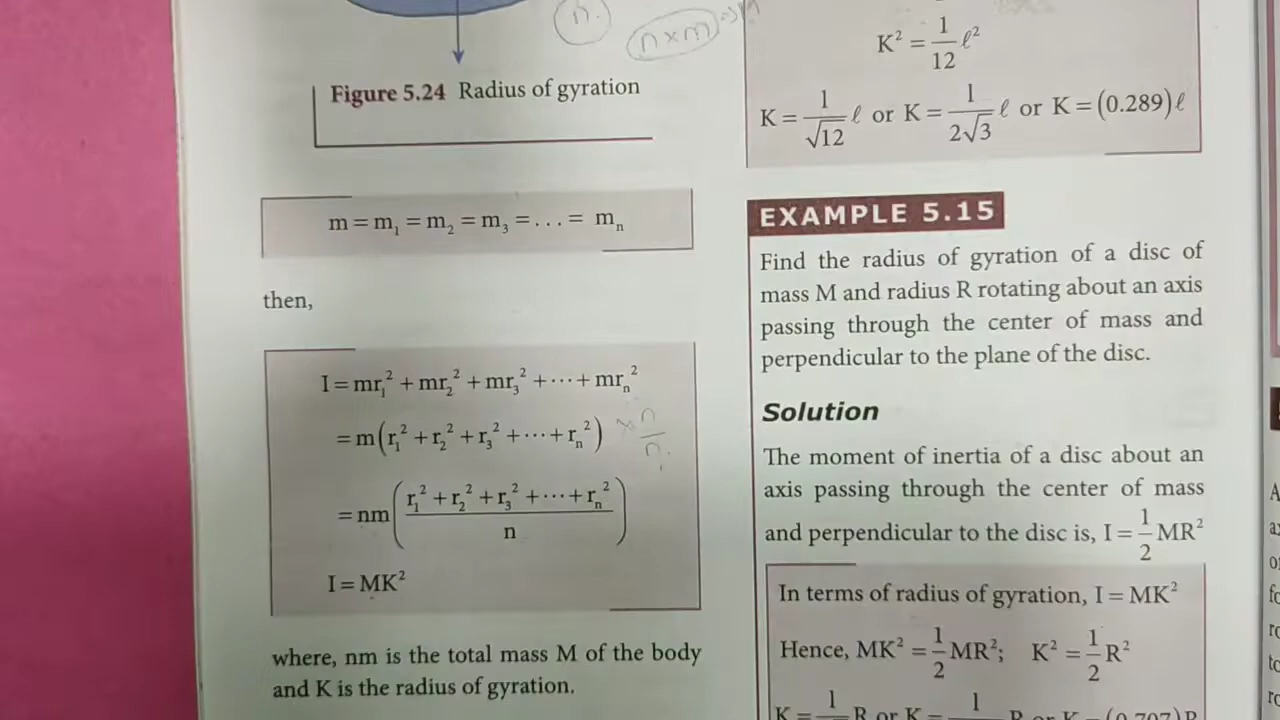 n.
n×m
Figure 5.24 Radius of gyration
m = m₁ = m₂ = m₃ = . . . = mₙ
then,
I = mr₁² + mr₂² + mr₃² + ⋯ + mrₙ²
= m(r₁² + r₂² + r₃² + ⋯ + rₙ²) × n/n
= nm((r₁² + r₂² + r₃² + ⋯ + rₙ²)/n)
I = MK²
where, nm is the total mass M of the body
and K is the radius of gyration.
K² = 1/12 ℓ²
K = 1/√12 ℓ or K = 1/2√3 ℓ or K = (0.289)ℓ
EXAMPLE 5.15
Find the radius of gyration of a disc of
mass M and radius R rotating about an axis
passing through the center of mass and
perpendicular to the plane of the disc.
Solution
The moment of inertia of a disc about an
axis passing through the center of mass
and perpendicular to the disc is, I = 1/2 MR²
In terms of radius of gyration, I = MK²
Hence, MK² = 1/2 MR²; K² = 1/2 R²